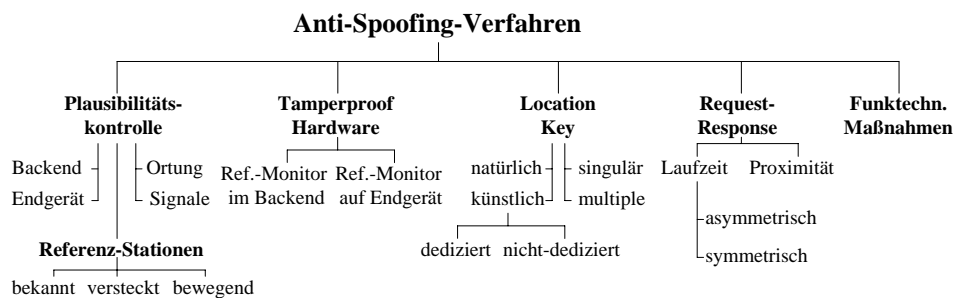 Anti-Spoofing-Verfahren
Plausibilitäts-
kontrolle
Tamperproof
Hardware
Location
Key
Request-
Response
Funktechn.
Maßnahmen
Backend
Endgerät
Ortung
Signale
Ref.-Monitor
im Backend
Ref.-Monitor
auf Endgerät
natürlich
künstlich
singulär
multiple
Laufzeit
Proximität
asymmetrisch
symmetrisch
Referenz-Stationen
dediziert
nicht-dediziert
bekannt
versteckt
bewegend